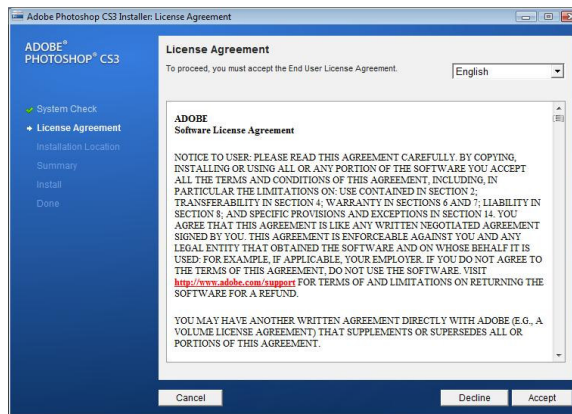 Adobe Photoshop CS3 Installer: License Agreement
ADOBE®
PHOTOSHOP® CS3
System Check
License Agreement
Installation Location
Summary
Install
Done
License Agreement
To proceed, you must accept the End User License Agreement.
English
ADOBE
Software License Agreement
NOTICE TO USER: PLEASE READ THIS AGREEMENT CAREFULLY. BY COPYING,
INSTALLING OR USING ALL OR ANY PORTION OF THE SOFTWARE YOU ACCEPT
ALL THE TERMS AND CONDITIONS OF THIS AGREEMENT, INCLUDING, IN
PARTICULAR THE LIMITATIONS ON: USE CONTAINED IN SECTION 2;
TRANSFERABILITY IN SECTION 4; WARRANTY IN SECTIONS 6 AND 7; LIABILITY IN
SECTION 8; AND SPECIFIC PROVISIONS AND EXCEPTIONS IN SECTION 14. YOU
AGREE THAT THIS AGREEMENT IS LIKE ANY WRITTEN NEGOTIATED AGREEMENT
SIGNED BY YOU. THIS AGREEMENT IS ENFORCEABLE AGAINST YOU AND ANY
LEGAL ENTITY THAT OBTAINED THE SOFTWARE AND ON WHOSE BEHALF IT IS
USED: FOR EXAMPLE, IF APPLICABLE, YOUR EMPLOYER. IF YOU DO NOT AGREE TO
THE TERMS OF THIS AGREEMENT, DO NOT USE THE SOFTWARE. VISIT
http://www.adobe.com/support FOR TERMS OF AND LIMITATIONS ON RETURNING THE
SOFTWARE FOR A REFUND.
YOU MAY HAVE ANOTHER WRITTEN AGREEMENT DIRECTLY WITH ADOBE (E.G., A
VOLUME LICENSE AGREEMENT) THAT SUPPLEMENTS OR SUPERSEDES ALL OR
PORTIONS OF THIS AGREEMENT.
Cancel
Decline
Accept